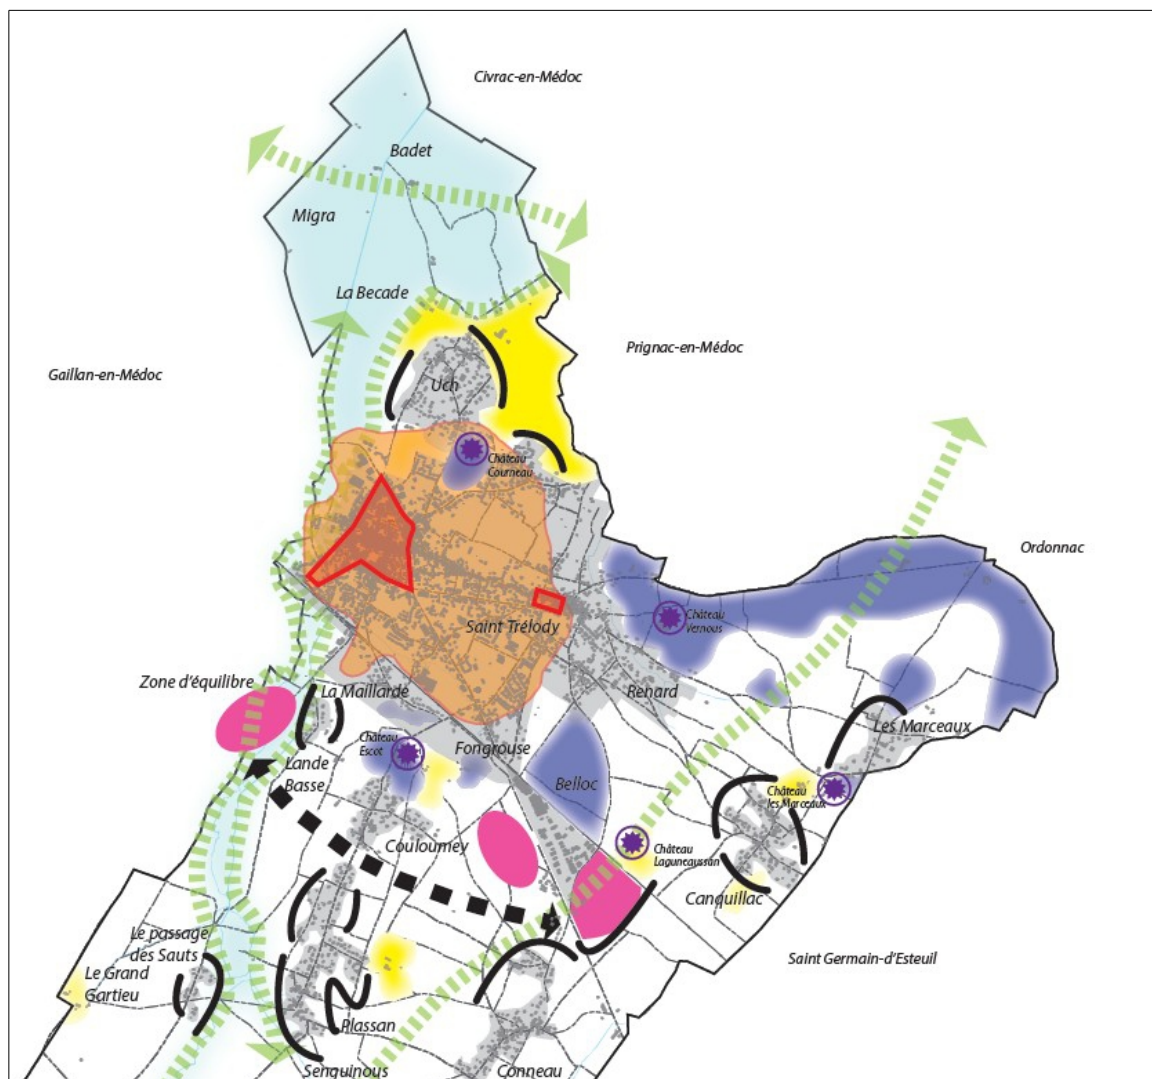 Civrac-en-Médoc
Badet
Migra
La Becade
Prignac-en-Médoc
Gaillan-en-Médoc
Uch
Château
Courneau
Ordonnac
Château
Vernous
Saint Trélody
Zone d'équilibre
La Maillarde
Renard
Château
Escot
Fongrouse
Les Marceaux
Lande
Basse
Belloc
Château
les Marceaux
Couloumey
Château
Laguneaussan
Canquillac
Le passage
des Sauts
Saint Germain-d'Esteuil
Le Grand
Gartieu
Plassan
Senguinous
Conneau